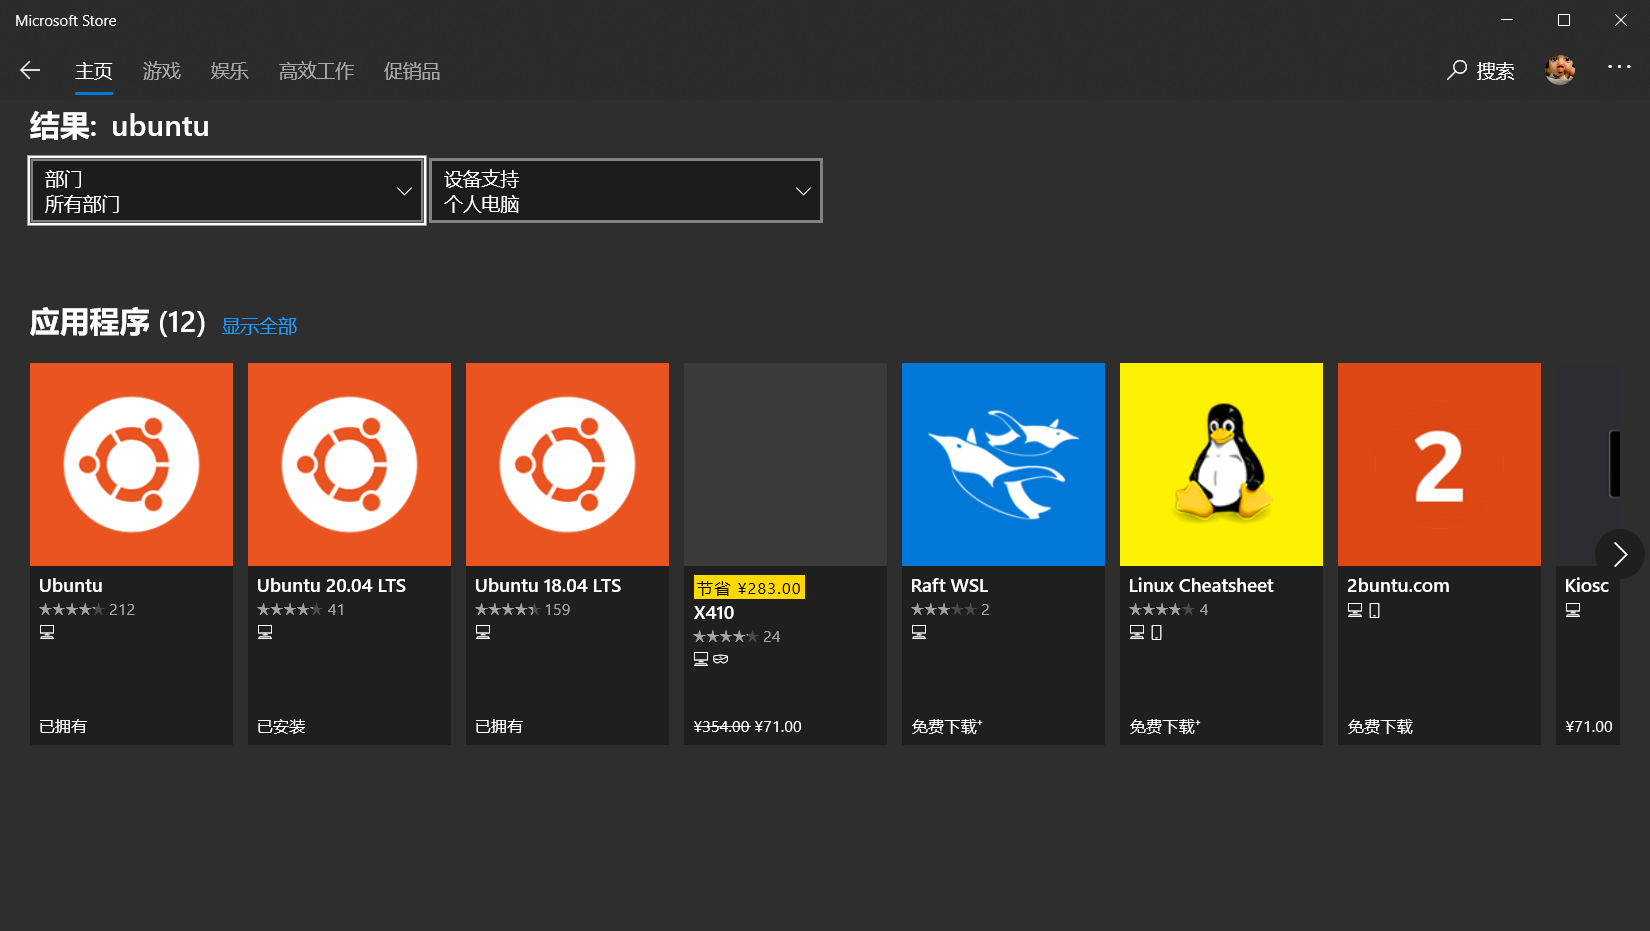 Microsoft Store
主页 游戏 娱乐 高效工作 促销品 搜索
结果: ubuntu
部门
所有部门
设备支持
个人电脑
应用程序 (12) 显示全部
Ubuntu
212
已拥有
Ubuntu 20.04 LTS
41
已安装
Ubuntu 18.04 LTS
159
已拥有
节省 ¥283.00
X410
24
¥354.00 ¥71.00
Raft WSL
2
免费下载+
Linux Cheatsheet
4
免费下载+
2
2buntu.com
免费下载
Kiosc
¥71.00